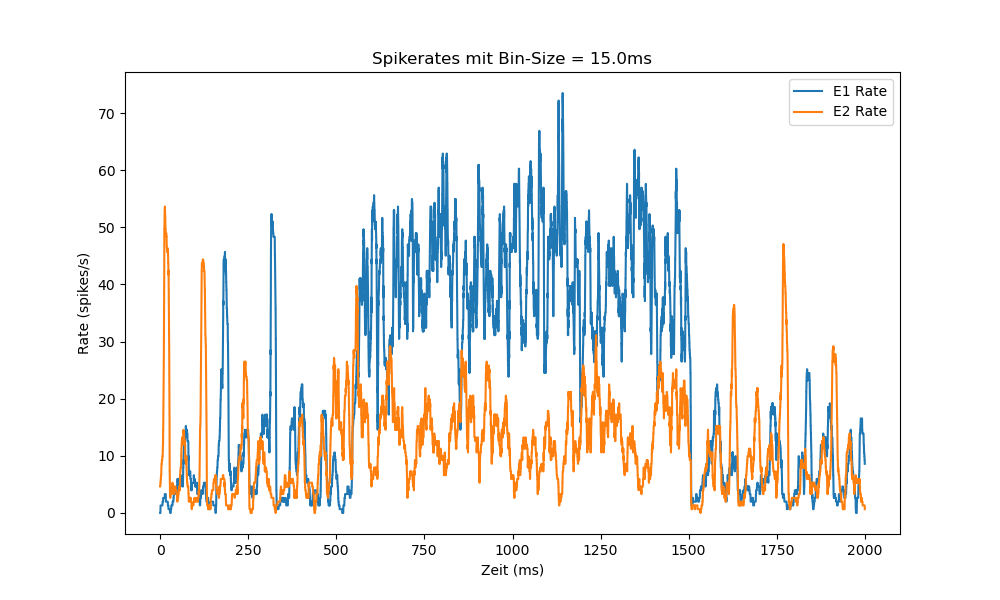 Spikerates mit Bin-Size = 15.0ms
E1 Rate
E2 Rate
70
60
50
40
30
20
10
0
Rate (spikes/s)
0 250 500 750 1000 1250 1500 1750 2000
Zeit (ms)